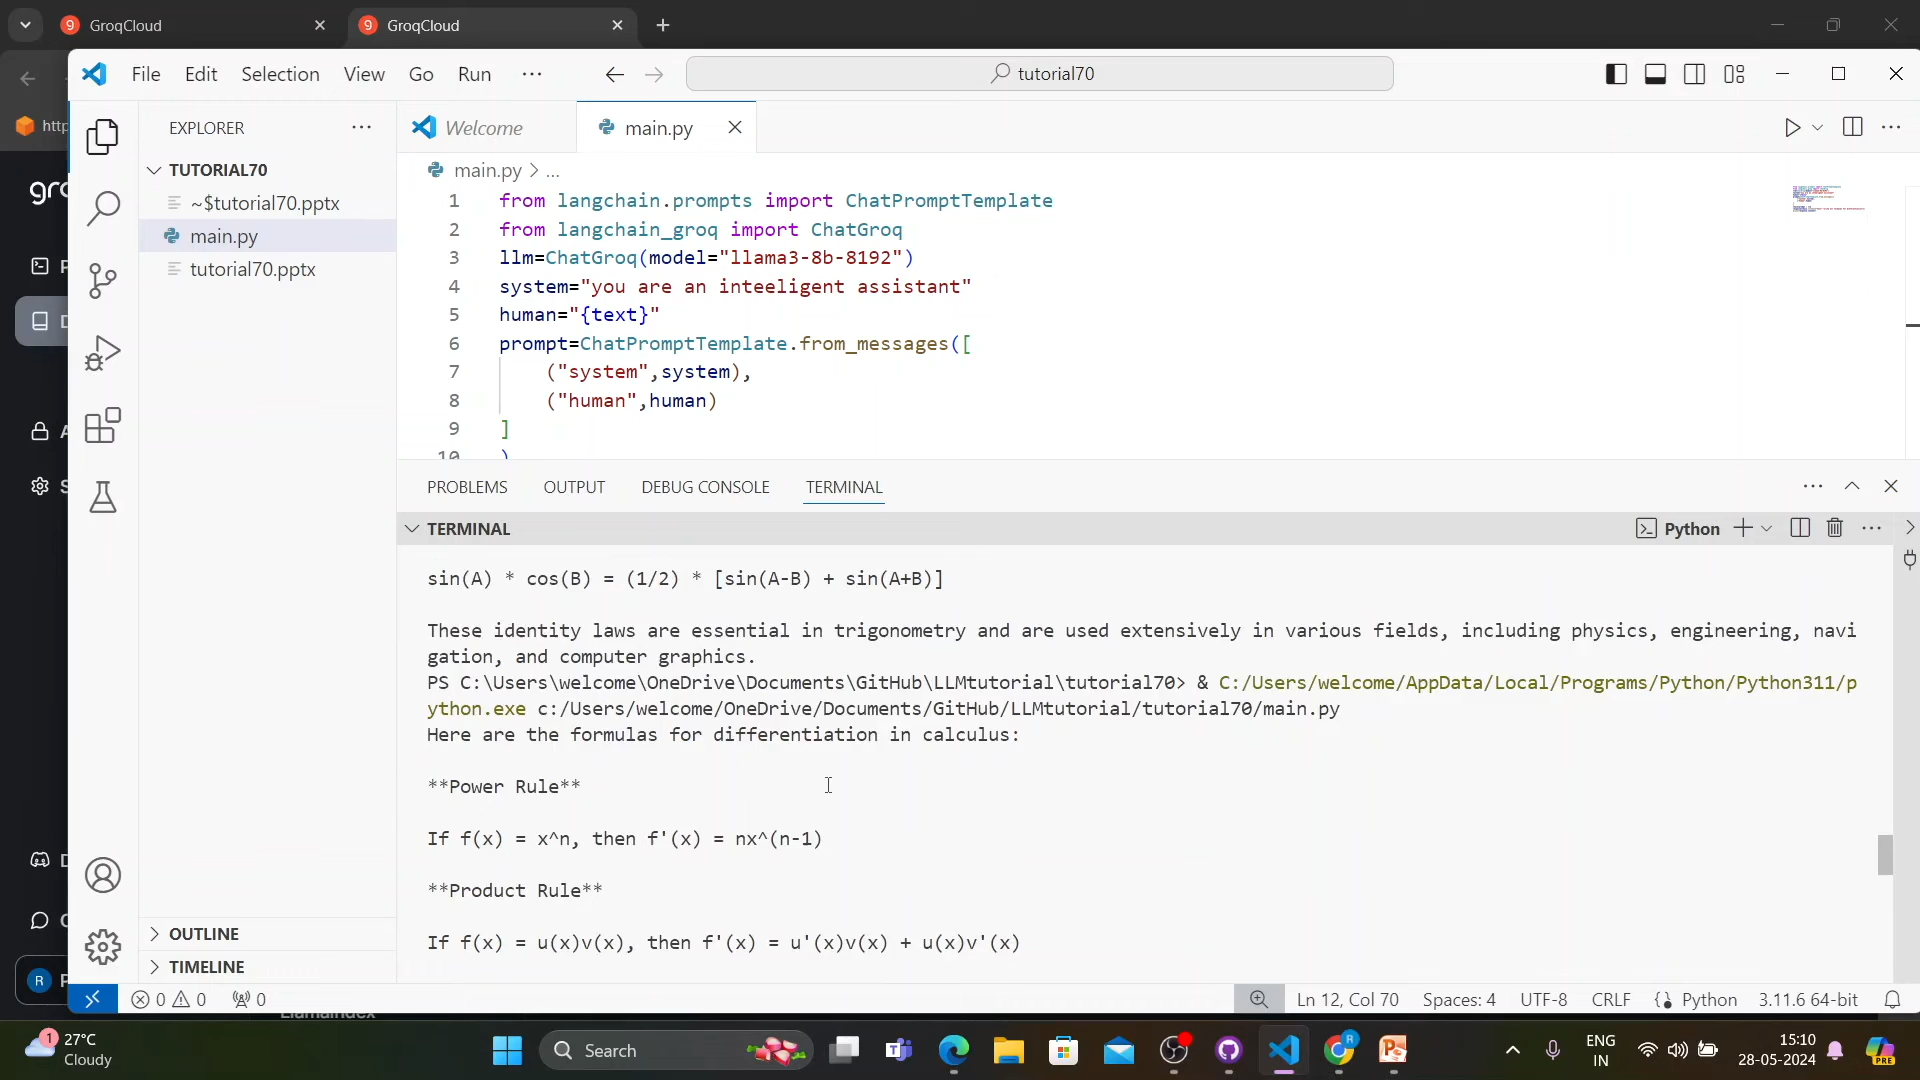 GroqCloud
GroqCloud
File Edit Selection View Go Run ...
tutorial70
http
EXPLORER
Welcome
main.py
TUTORIAL70
main.py > ...
~$tutorial70.pptx
main.py
tutorial70.pptx
1 from langchain.prompts import ChatPromptTemplate
2 from langchain_groq import ChatGroq
3 llm=ChatGroq(model="llama3-8b-8192")
4 system="you are an inteeligent assistant"
5 human="{text}"
6 prompt=ChatPromptTemplate.from_messages([
7 ("system",system),
8 ("human",human)
9 ]
10 )
PROBLEMS OUTPUT DEBUG CONSOLE TERMINAL
TERMINAL
Python
sin(A) * cos(B) = (1/2) * [sin(A-B) + sin(A+B)]
These identity laws are essential in trigonometry and are used extensively in various fields, including physics, engineering, navi
gation, and computer graphics.
PS C:\Users\welcome\OneDrive\Documents\GitHub\LLMtutorial\tutorial70> & C:/Users/welcome/AppData/Local/Programs/Python/Python311/p
ython.exe c:/Users/welcome/OneDrive/Documents/GitHub/LLMtutorial/tutorial70/main.py
Here are the formulas for differentiation in calculus:
**Power Rule**
If f(x) = x^n, then f'(x) = nx^(n-1)
**Product Rule**
If f(x) = u(x)v(x), then f'(x) = u'(x)v(x) + u(x)v'(x)
OUTLINE
TIMELINE
0 0 0
Ln 12, Col 70 Spaces: 4 UTF-8 CRLF Python 3.11.6 64-bit
27°C
Cloudy
Search
ENG
IN
15:10
28-05-2024